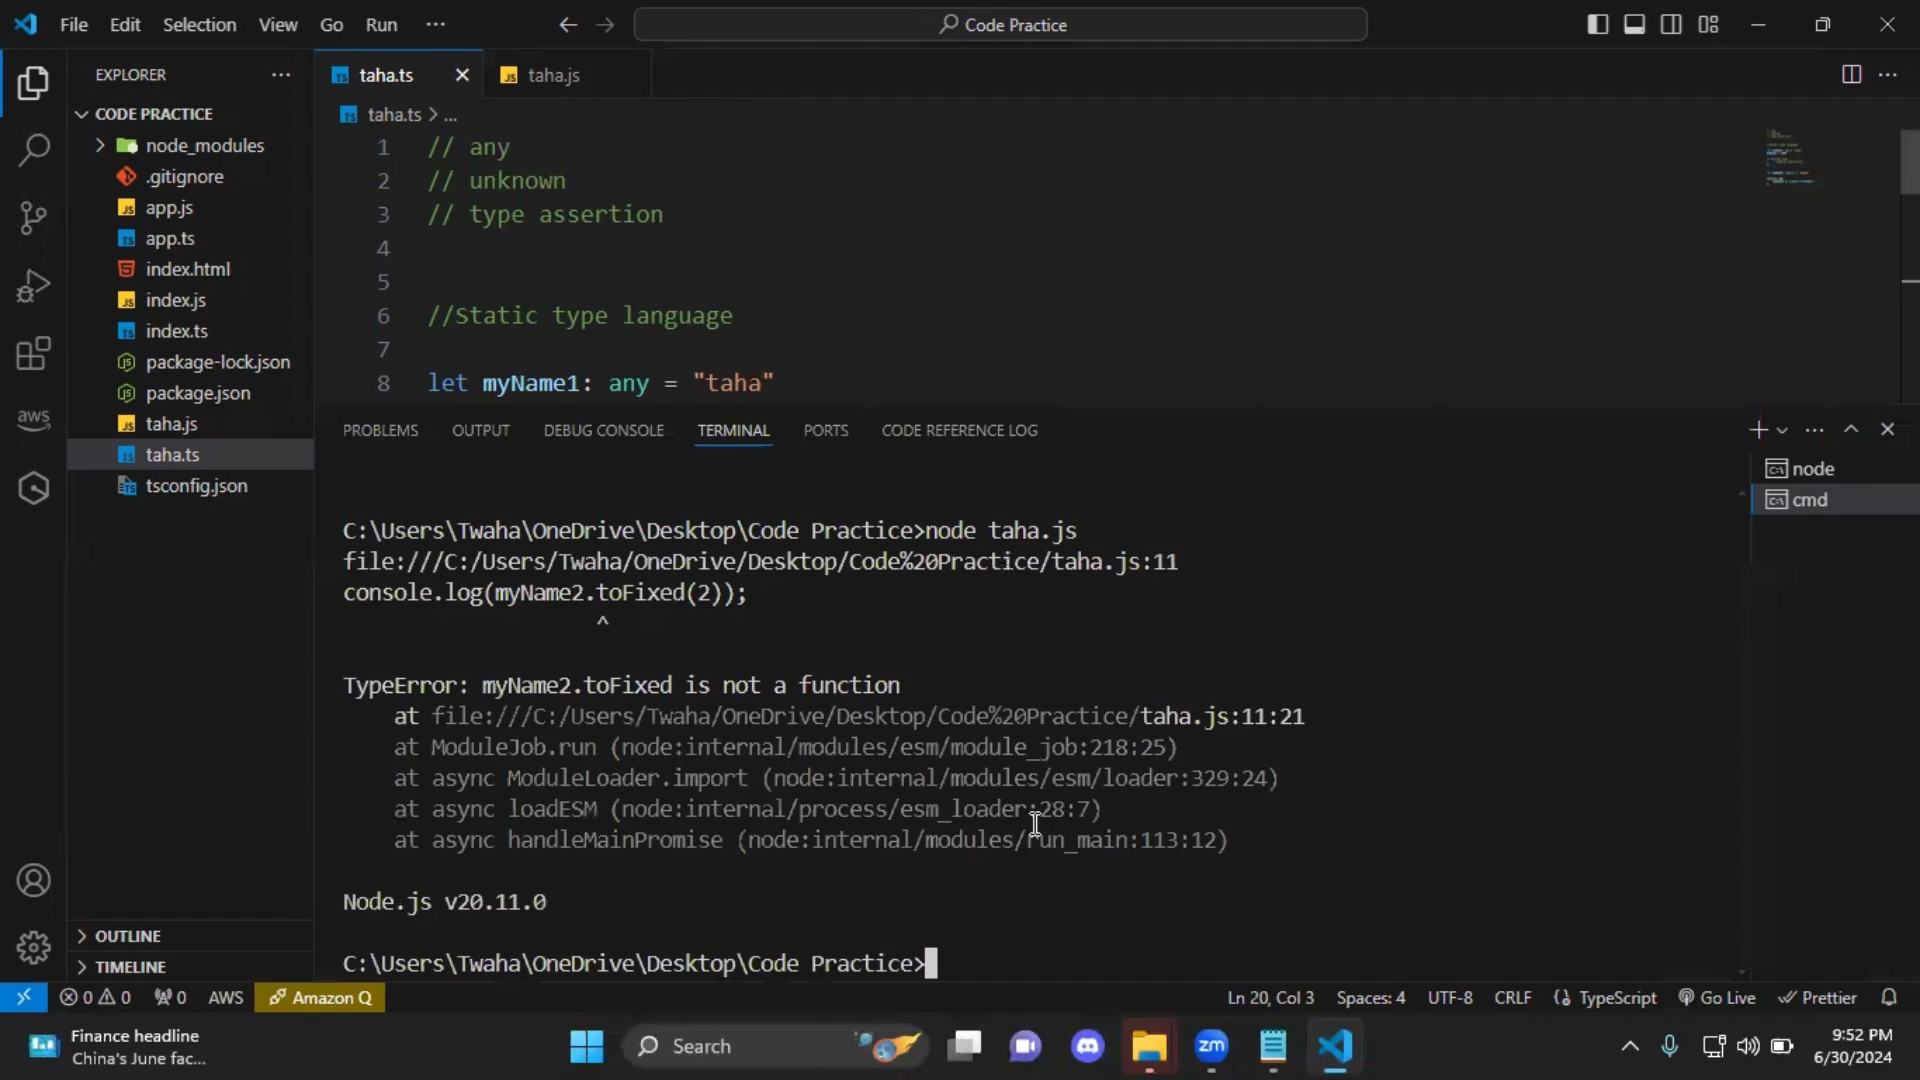 File Edit Selection View Go Run ··· Code Practice
EXPLORER ···
CODE PRACTICE
node_modules
.gitignore
app.js
app.ts
index.html
index.js
index.ts
package-lock.json
package.json
taha.js
taha.ts
tsconfig.json
OUTLINE
TIMELINE
aws
taha.ts taha.js
taha.ts > ...
1 // any
2 // unknown
3 // type assertion
4
5
6 //Static type language
7
8 let myName1: any = "taha"
PROBLEMS OUTPUT DEBUG CONSOLE TERMINAL PORTS CODE REFERENCE LOG
node
cmd
C:\Users\Twaha\OneDrive\Desktop\Code Practice>node taha.js
file:///C:/Users/Twaha/OneDrive/Desktop/Code%20Practice/taha.js:11
console.log(myName2.toFixed(2));
^
TypeError: myName2.toFixed is not a function
at file:///C:/Users/Twaha/OneDrive/Desktop/Code%20Practice/taha.js:11:21
at ModuleJob.run (node:internal/modules/esm/module_job:218:25)
at async ModuleLoader.import (node:internal/modules/esm/loader:329:24)
at async loadESM (node:internal/process/esm_loader:28:7)
at async handleMainPromise (node:internal/modules/run_main:113:12)
Node.js v20.11.0
C:\Users\Twaha\OneDrive\Desktop\Code Practice>
0 0 0 AWS Amazon Q Ln 20, Col 3 Spaces: 4 UTF-8 CRLF {} TypeScript Go Live Prettier
Finance headline
China's June fac...
Search
zm
9:52 PM
6/30/2024